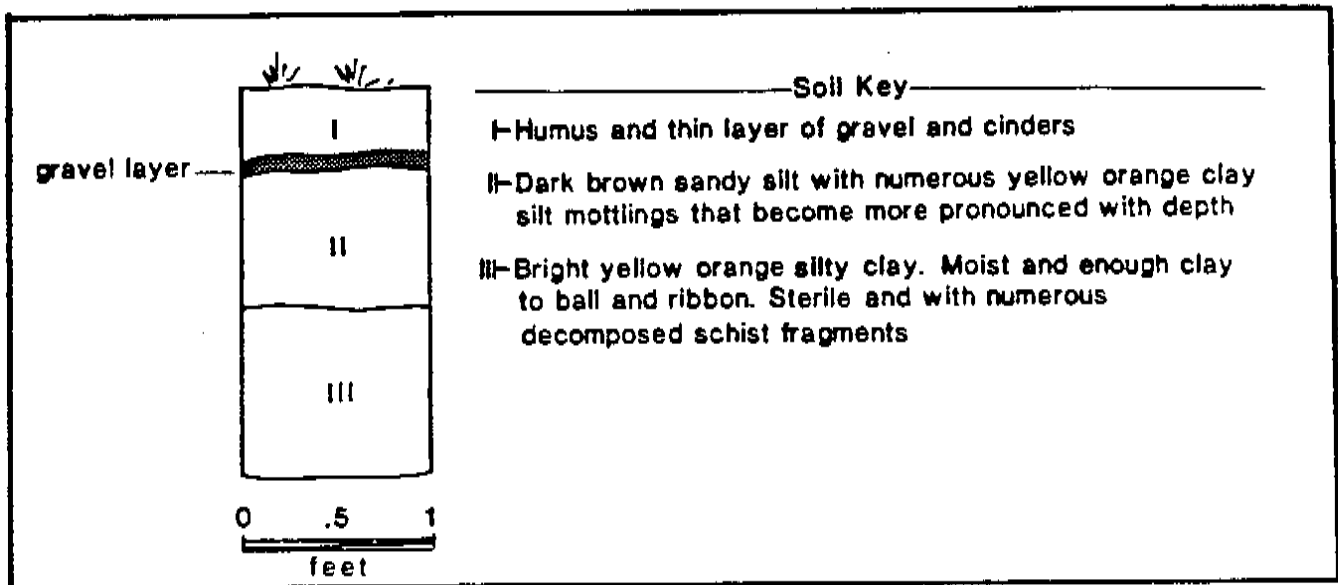 Soil Key
I-Humus and thin layer of gravel and cinders
gravel layer
I
II-Dark brown sandy silt with numerous yellow orange clay
silt mottlings that become more pronounced with depth
II
III-Bright yellow orange silty clay. Moist and enough clay
to ball and ribbon. Sterile and with numerous
decomposed schist fragments
III
0 .5 1
feet